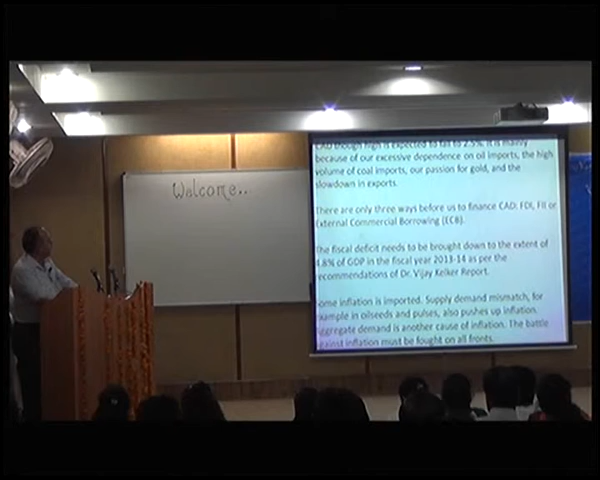 Welcome..
CAD though high is expected to fall to 2.5%. It is mainly
because of our excessive dependence on oil imports, the high
volume of coal imports, our passion for gold, and the
slowdown in exports.
There are only three ways before us to finance CAD: FDI, FII or
External Commercial Borrowing (ECB).
The fiscal deficit needs to be brought down to the extent of
4.8% of GDP in the fiscal year 2013-14 as per the
recommendations of Dr. Vijay Kelker Report.
Some inflation is imported. Supply demand mismatch, for
example in oilseeds and pulses, also pushes up inflation.
Aggregate demand is another cause of inflation. The battle
against inflation must be fought on all fronts.